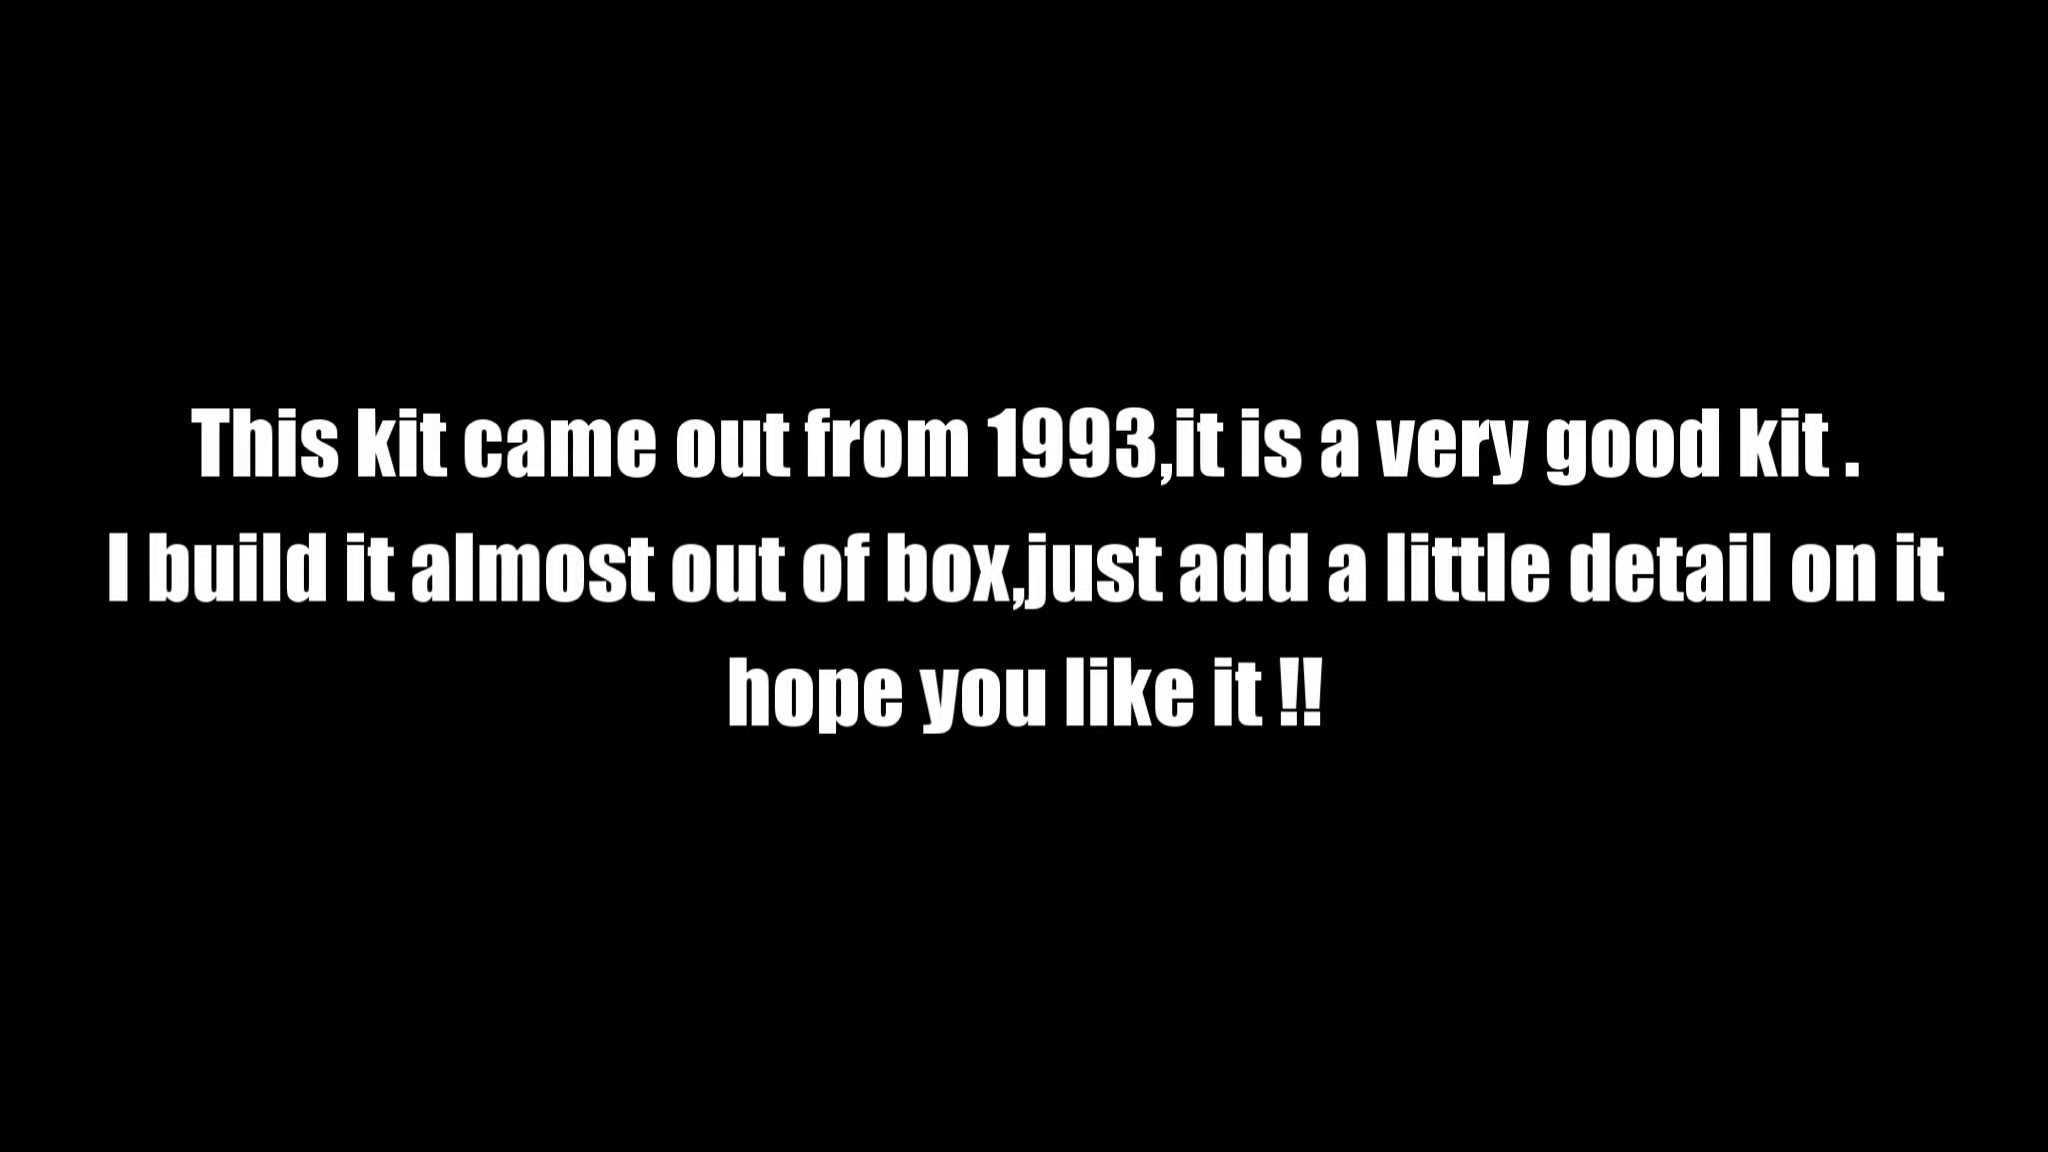 This kit came out from 1993,it is a very good kit .
I build it almost out of box,just add a little detail on it
hope you like it !!